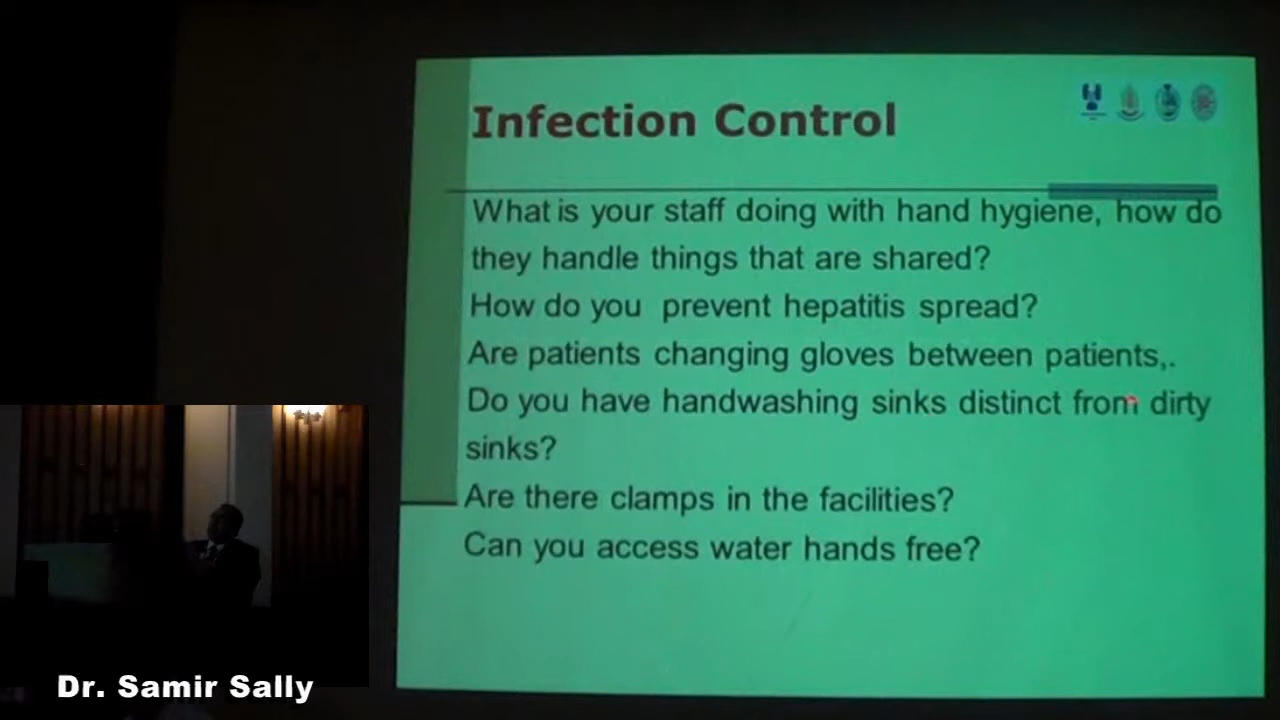 Infection Control
What is your staff doing with hand hygiene, how do
they handle things that are shared?
How do you prevent hepatitis spread?
Are patients changing gloves between patients,.
Do you have handwashing sinks distinct from dirty
sinks?
Are there clamps in the facilities?
Can you access water hands free?
Dr. Samir Sally